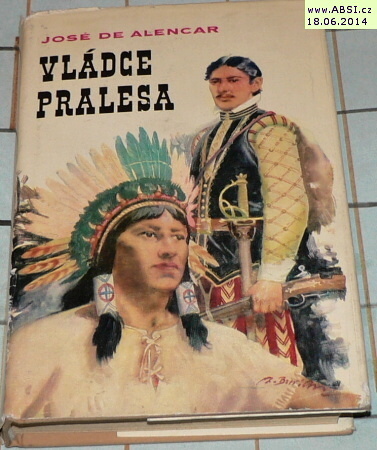 www.ABSI.cz
18.06.2014
JOSÉ DE ALENCAR
VLÁDCE
PRALESA